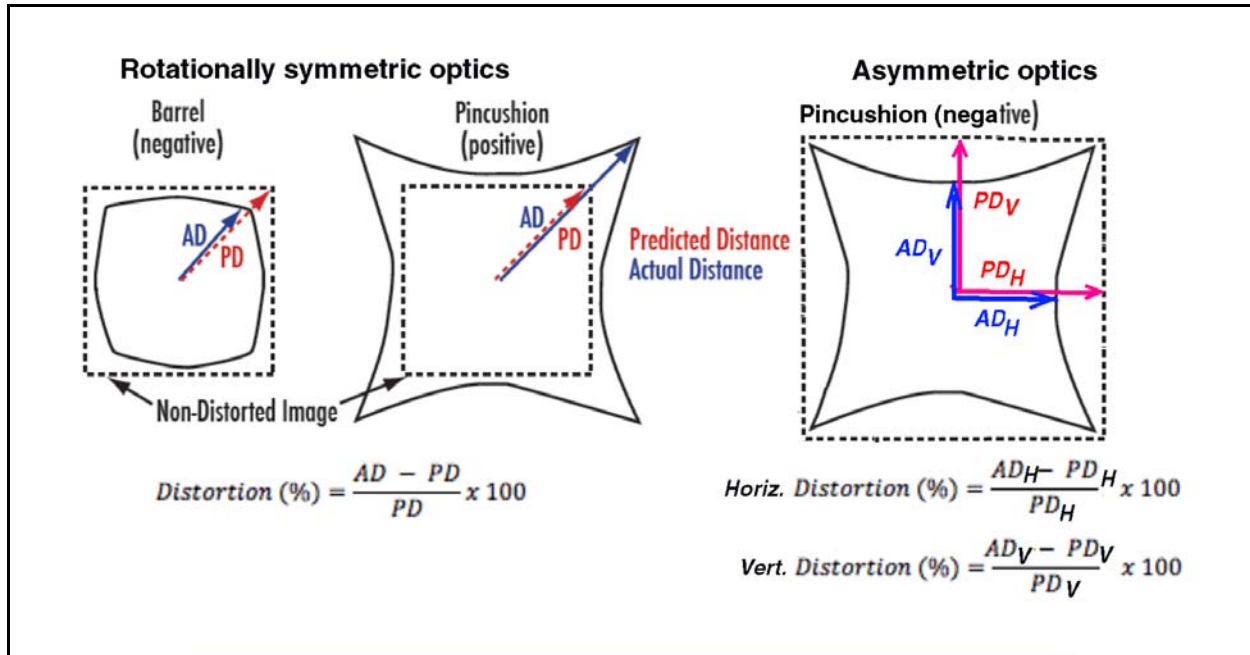 Rotationally symmetric optics
Barrel
(negative)
Pincushion
(positive)
AD
PD
AD
PD
Predicted Distance
Actual Distance
Non-Distorted Image
Distortion (%) = AD − PD / PD x 100
Asymmetric optics
Pincushion (negative)
PDV
ADV
PDH
ADH
Horiz. Distortion (%) = ADH − PDH / PDH x 100
Vert. Distortion (%) = ADV − PDV / PDV x 100